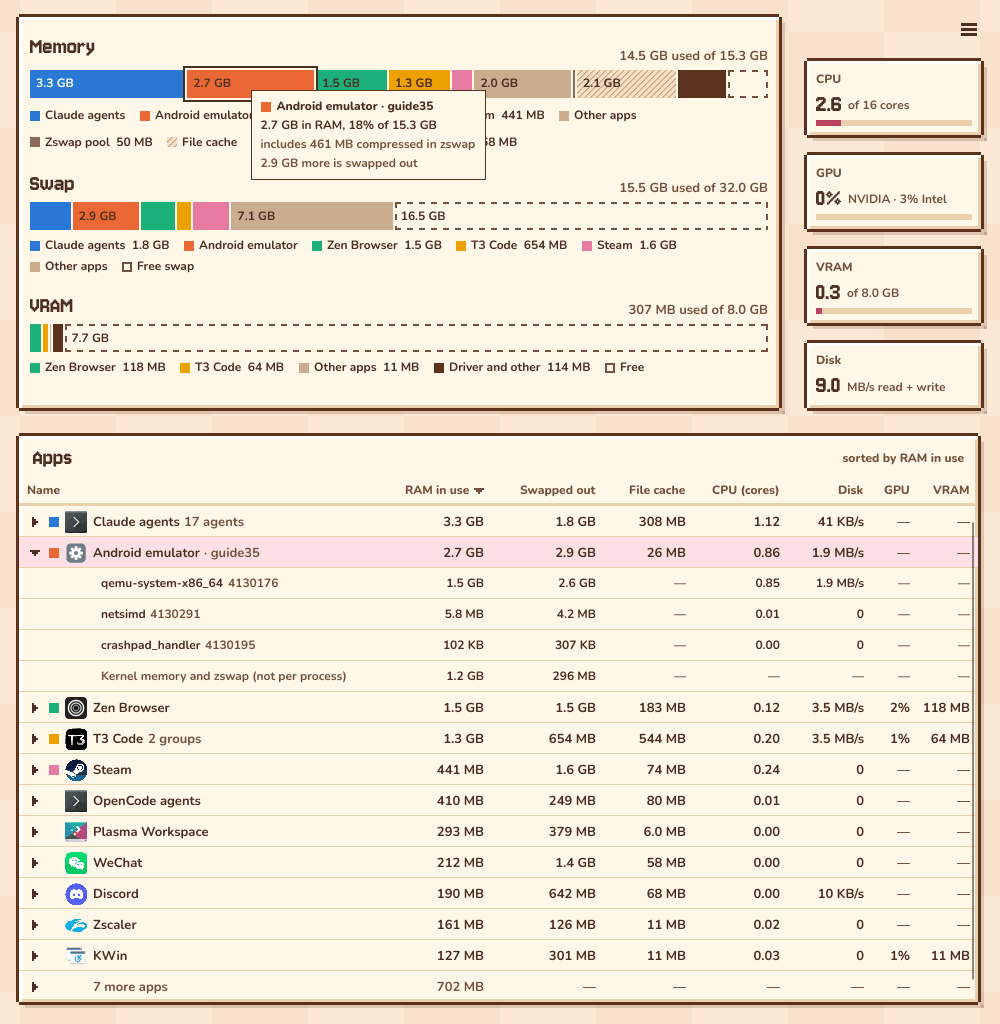 Memory
14.5 GB used of 15.3 GB
3.3 GB 2.7 GB 1.5 GB 1.3 GB 2.0 GB 2.1 GB
Claude agents Android 441 MB Other apps
Zswap pool 50 MB File cache
Android emulator · guide35
2.7 GB in RAM, 18% of 15.3 GB
includes 461 MB compressed in zswap
2.9 GB more is swapped out
Swap
15.5 GB used of 32.0 GB
2.9 GB 7.1 GB 16.5 GB
Claude agents 1.8 GB Android emulator Zen Browser 1.5 GB T3 Code 654 MB Steam 1.6 GB
Other apps Free swap
VRAM
307 MB used of 8.0 GB
7.7 GB
Zen Browser 118 MB T3 Code 64 MB Other apps 11 MB Driver and other 114 MB Free
CPU
2.6 of 16 cores
GPU
0% NVIDIA · 3% Intel
VRAM
0.3 of 8.0 GB
Disk
9.0 MB/s read + write
Apps
sorted by RAM in use
Name RAM in use Swapped out File cache CPU (cores) Disk GPU VRAM
Claude agents 17 agents 3.3 GB 1.8 GB 308 MB 1.12 41 KB/s — —
Android emulator · guide35 2.7 GB 2.9 GB 26 MB 0.86 1.9 MB/s — —
qemu-system-x86_64 4130176 1.5 GB 2.6 GB — 0.85 1.9 MB/s — —
netsimd 4130291 5.8 MB 4.2 MB — 0.01 0 — —
crashpad_handler 4130195 102 KB 307 KB — 0.00 0 — —
Kernel memory and zswap (not per process) 1.2 GB 296 MB — — — — —
Zen Browser 1.5 GB 1.5 GB 183 MB 0.12 3.5 MB/s 2% 118 MB
T3 Code 2 groups 1.3 GB 654 MB 544 MB 0.20 3.5 MB/s 1% 64 MB
Steam 441 MB 1.6 GB 74 MB 0.24 0 — —
OpenCode agents 410 MB 249 MB 80 MB 0.01 0 — —
Plasma Workspace 293 MB 379 MB 6.0 MB 0.00 0 — —
WeChat 212 MB 1.4 GB 58 MB 0.00 0 — —
Discord 190 MB 642 MB 68 MB 0.00 10 KB/s — —
Zscaler 161 MB 126 MB 11 MB 0.02 0 — —
KWin 127 MB 301 MB 11 MB 0.03 0 1% 11 MB
7 more apps 702 MB — — — — — —